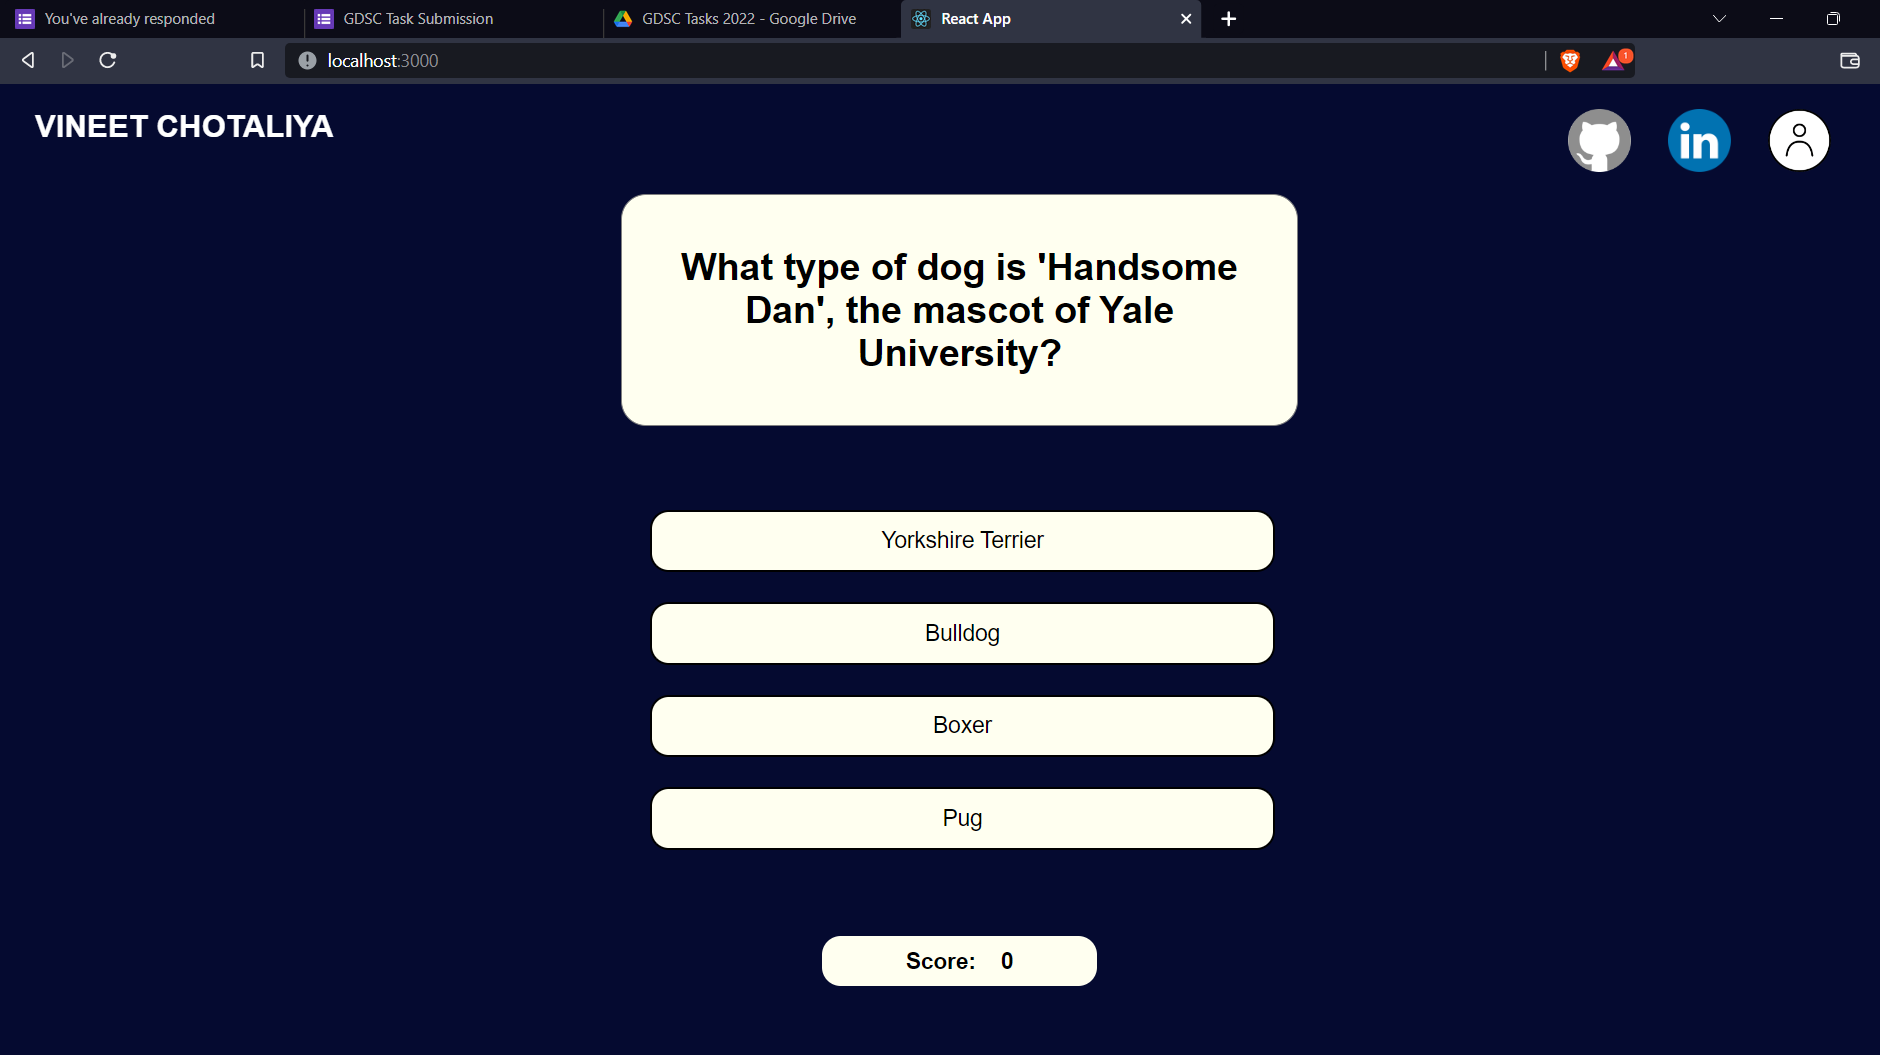 You've already responded
GDSC Task Submission
GDSC Tasks 2022 - Google Drive
React App
localhost:3000
1
VINEET CHOTALIYA
in
What type of dog is 'Handsome
Dan', the mascot of Yale
University?
Yorkshire Terrier
Bulldog
Boxer
Pug
Score: 0